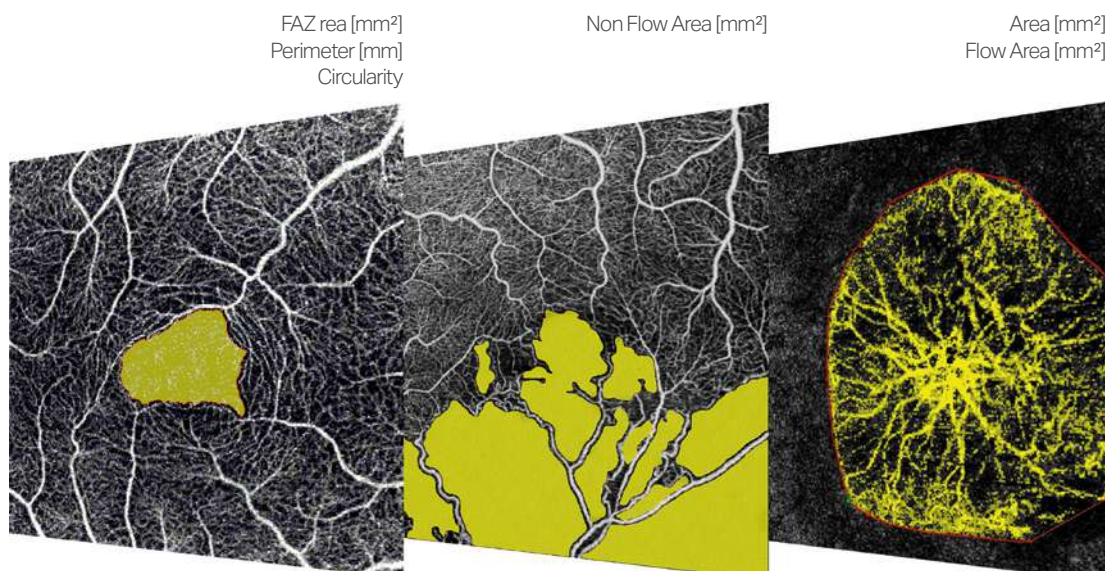 FAZ rea [mm²]
Perimeter [mm]
Circularity
Non Flow Area [mm²]
Area [mm²]
Flow Area [mm²]